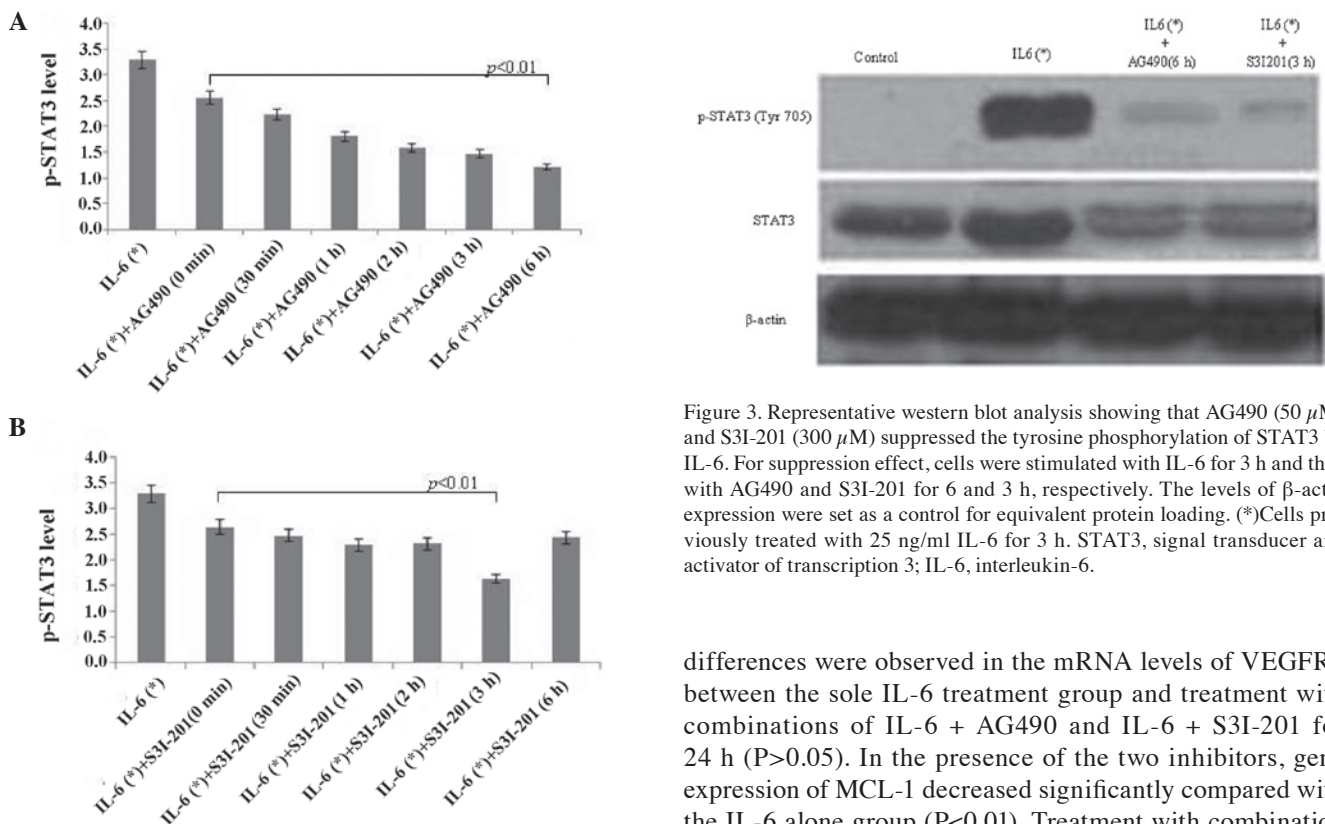 A
p-STAT3 level
4.0
3.5
3.0
2.5
2.0
1.5
1.0
0.5
0.0
p<0.01
IL-6 (*)
IL-6 (*)+AG490 (0 min)
IL-6 (*)+AG490 (30 min)
IL-6 (*)+AG490 (1 h)
IL-6 (*)+AG490 (2 h)
IL-6 (*)+AG490 (3 h)
IL-6 (*)+AG490 (6 h)
B
p-STAT3 level
4.0
3.5
3.0
2.5
2.0
1.5
1.0
0.5
0.0
p<0.01
IL-6 (*)
IL-6 (*)+S3I-201(0 min)
IL-6 (*)+S3I-201 (30 min)
IL-6 (*)+S3I-201 (1 h)
IL-6 (*)+S3I-201 (2 h)
IL-6 (*)+S3I-201 (3 h)
IL-6 (*)+S3I-201 (6 h)
Control
IL6 (*)
IL6 (*)
+
AG490(6 h)
IL6 (*)
+
S3I201(3 h)
p-STAT3 (Tyr 705)
STAT3
β-actin
Figure 3. Representative western blot analysis showing that AG490 (50 μM
and S3I-201 (300 μM) suppressed the tyrosine phosphorylation of STAT3
IL-6. For suppression effect, cells were stimulated with IL-6 for 3 h and th
with AG490 and S3I-201 for 6 and 3 h, respectively. The levels of β-act
expression were set as a control for equivalent protein loading. (*)Cells pr
viously treated with 25 ng/ml IL-6 for 3 h. STAT3, signal transducer a
activator of transcription 3; IL-6, interleukin-6.
differences were observed in the mRNA levels of VEGFR
between the sole IL-6 treatment group and treatment wit
combinations of IL-6 + AG490 and IL-6 + S3I-201 fo
24 h (P>0.05). In the presence of the two inhibitors, gen
expression of MCL-1 decreased significantly compared wit
the IL-6 alone group (P<0.01). Treatment with combinatio